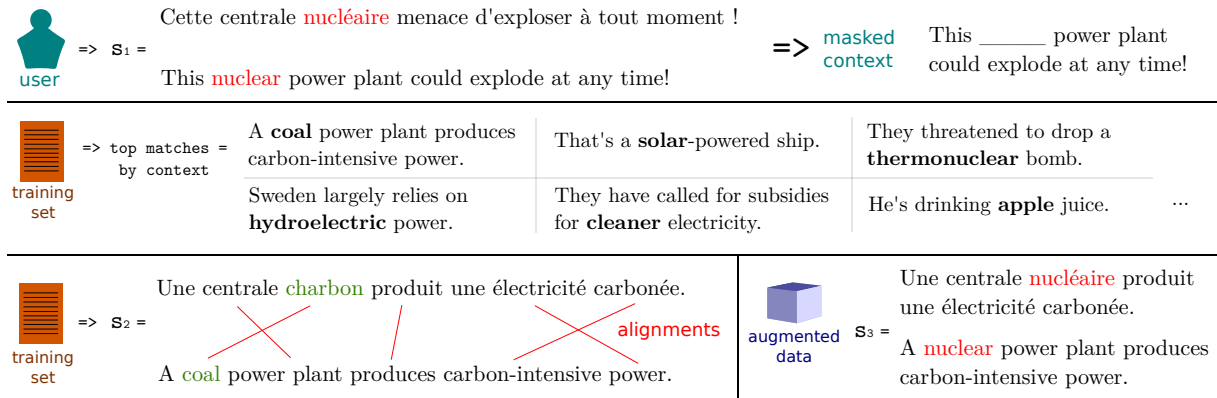 Cette centrale nucléaire menace d'exploser à tout moment !
user => S1 =
This nuclear power plant could explode at any time!
=> masked context
This _____ power plant
could explode at any time!
training set => top matches = by context
A coal power plant produces
carbon-intensive power.
That's a solar-powered ship.
They threatened to drop a
thermonuclear bomb.
Sweden largely relies on
hydroelectric power.
They have called for subsidies
for cleaner electricity.
He's drinking apple juice.
...
training set => S2 =
Une centrale charbon produit une électricité carbonée.
alignments
A coal power plant produces carbon-intensive power.
augmented data
S3 =
Une centrale nucléaire produit
une électricité carbonée.
A nuclear power plant produces
carbon-intensive power.